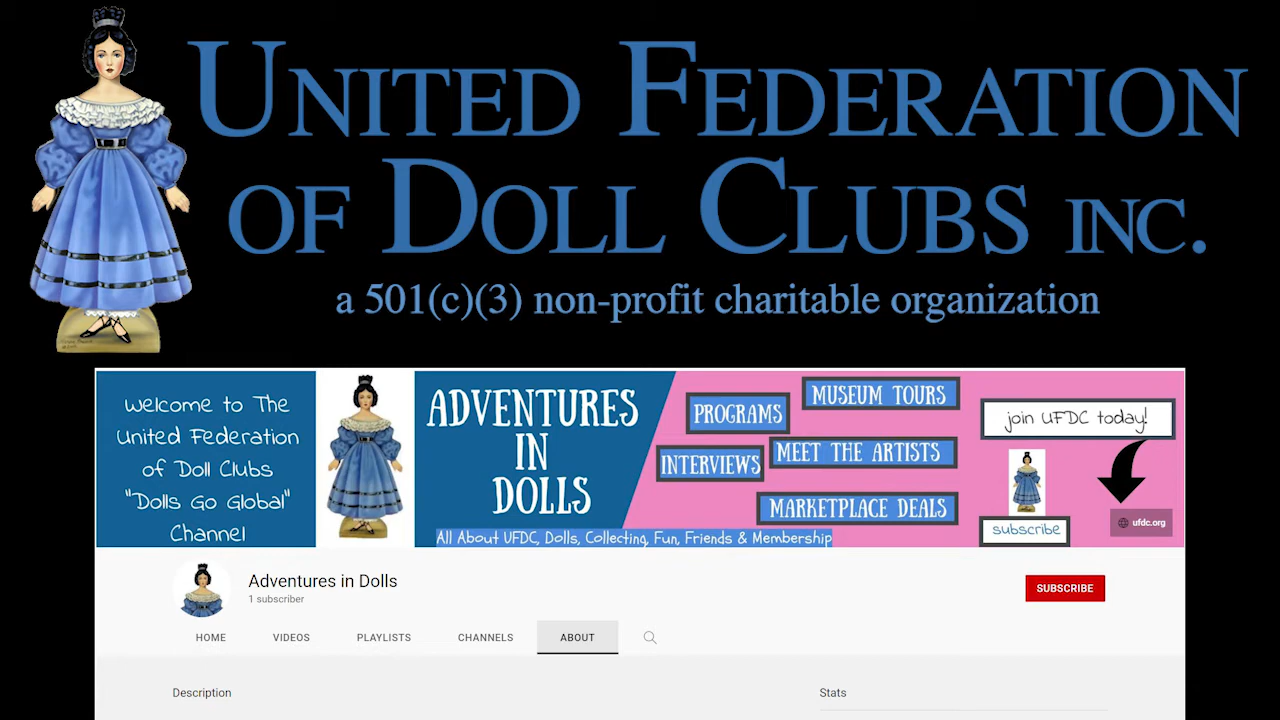 UNITED FEDERATION
OF DOLL CLUBS INC.
a 501(c)(3) non-profit charitable organization
Welcome to The
United Federation
of Doll Clubs
"Dolls Go Global"
Channel
ADVENTURES
IN
DOLLS
All About UFDC, Dolls, Collecting, Fun, Friends & Membership
PROGRAMS
MUSEUM TOURS
INTERVIEWS
MEET THE ARTISTS
MARKETPLACE DEALS
join UFDC today!
subscribe
ufdc.org
Adventures in Dolls
1 subscriber
SUBSCRIBE
HOME VIDEOS PLAYLISTS CHANNELS ABOUT
Description
Stats